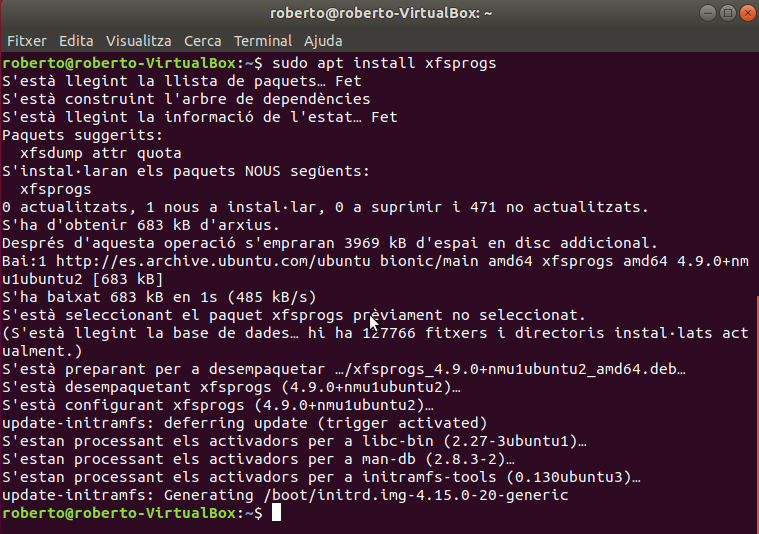 roberto@roberto-VirtualBox: ~
Fitxer Edita Visualitza Cerca Terminal Ajuda
roberto@roberto-VirtualBox:~$ sudo apt install xfsprogs
S'està llegint la llista de paquets… Fet
S'està construint l'arbre de dependències
S'està llegint la informació de l'estat… Fet
Paquets suggerits:
  xfsdump attr quota
S'instal·laran els paquets NOUS següents:
  xfsprogs
0 actualitzats, 1 nous a instal·lar, 0 a suprimir i 471 no actualitzats.
S'ha d'obtenir 683 kB d'arxius.
Després d'aquesta operació s'empraran 3969 kB d'espai en disc addicional.
Bai:1 http://es.archive.ubuntu.com/ubuntu bionic/main amd64 xfsprogs amd64 4.9.0+nm
u1ubuntu2 [683 kB]
S'ha baixat 683 kB en 1s (485 kB/s)
S'està seleccionant el paquet xfsprogs prèviament no seleccionat.
(S'està llegint la base de dades… hi ha 127766 fitxers i directoris instal·lats act
ualment.)
S'està preparant per a desempaquetar …/xfsprogs_4.9.0+nmu1ubuntu2_amd64.deb…
S'està desempaquetant xfsprogs (4.9.0+nmu1ubuntu2)…
S'està configurant xfsprogs (4.9.0+nmu1ubuntu2)…
update-initramfs: deferring update (trigger activated)
S'estan processant els activadors per a libc-bin (2.27-3ubuntu1)…
S'estan processant els activadors per a man-db (2.8.3-2)…
S'estan processant els activadors per a initramfs-tools (0.130ubuntu3)…
update-initramfs: Generating /boot/initrd.img-4.15.0-20-generic
roberto@roberto-VirtualBox:~$